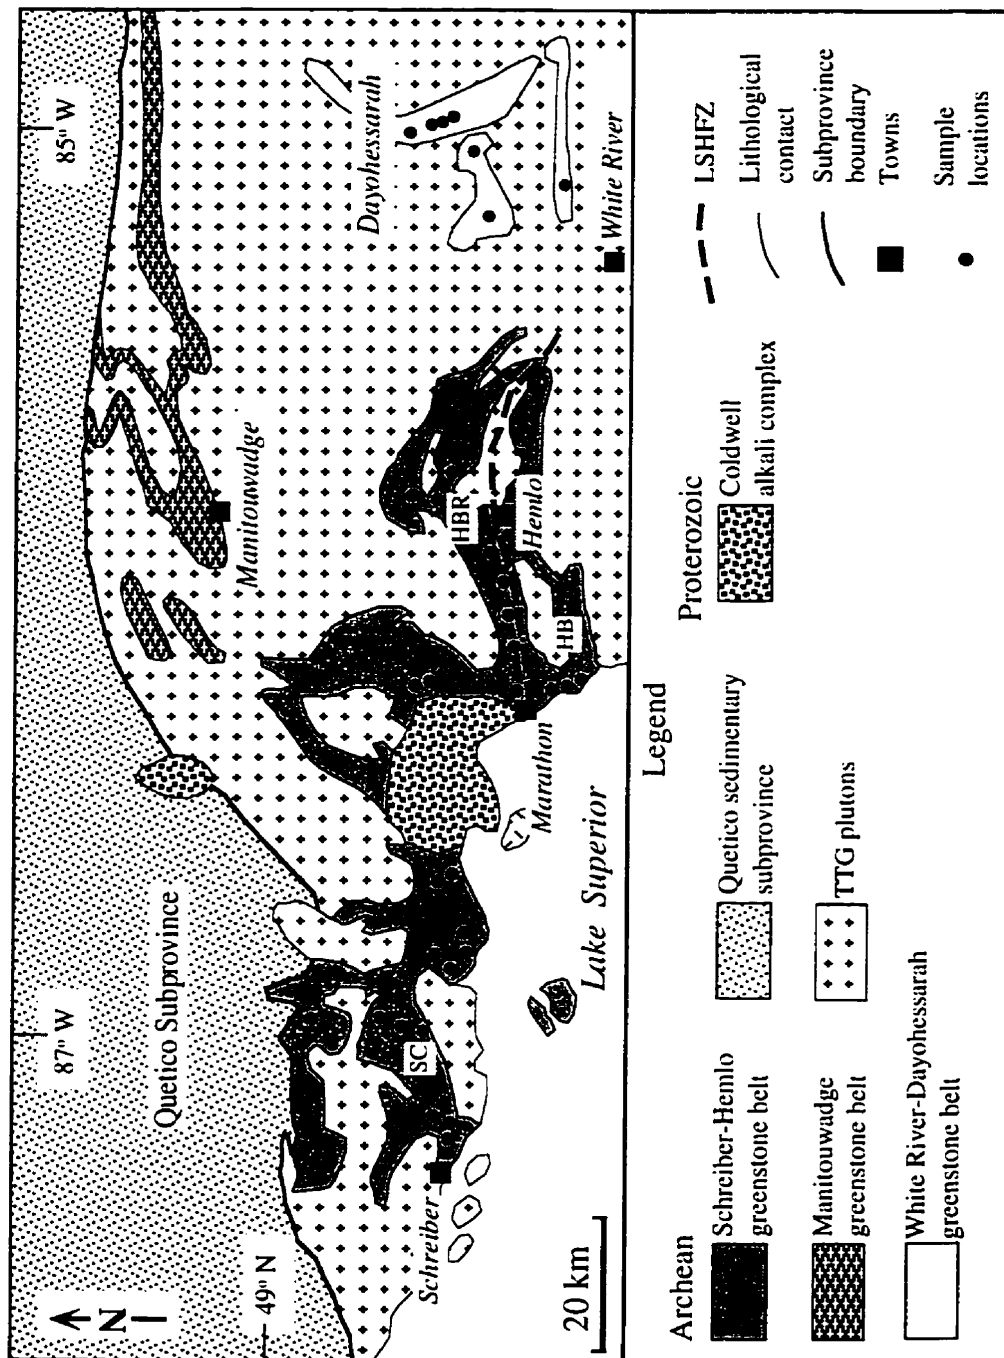 N
87" W
85" W
49" N
Quetico Subprovince
Manitouwadge
Dayohessarah
White River
HBR
Hemlo
HB
Marathon
SC
Schreiber
Lake Superior
20 km
Legend
Archean
Schreiber-Hemlo
greenstone belt
Manitouwadge
greenstone belt
White River-Dayohessarah
greenstone belt
Quetico sedimentary
subprovince
TTG plutons
Proterozoic
Coldwell
alkali complex
LSHFZ
Lithological
contact
Subprovince
boundary
Towns
Sample
locations